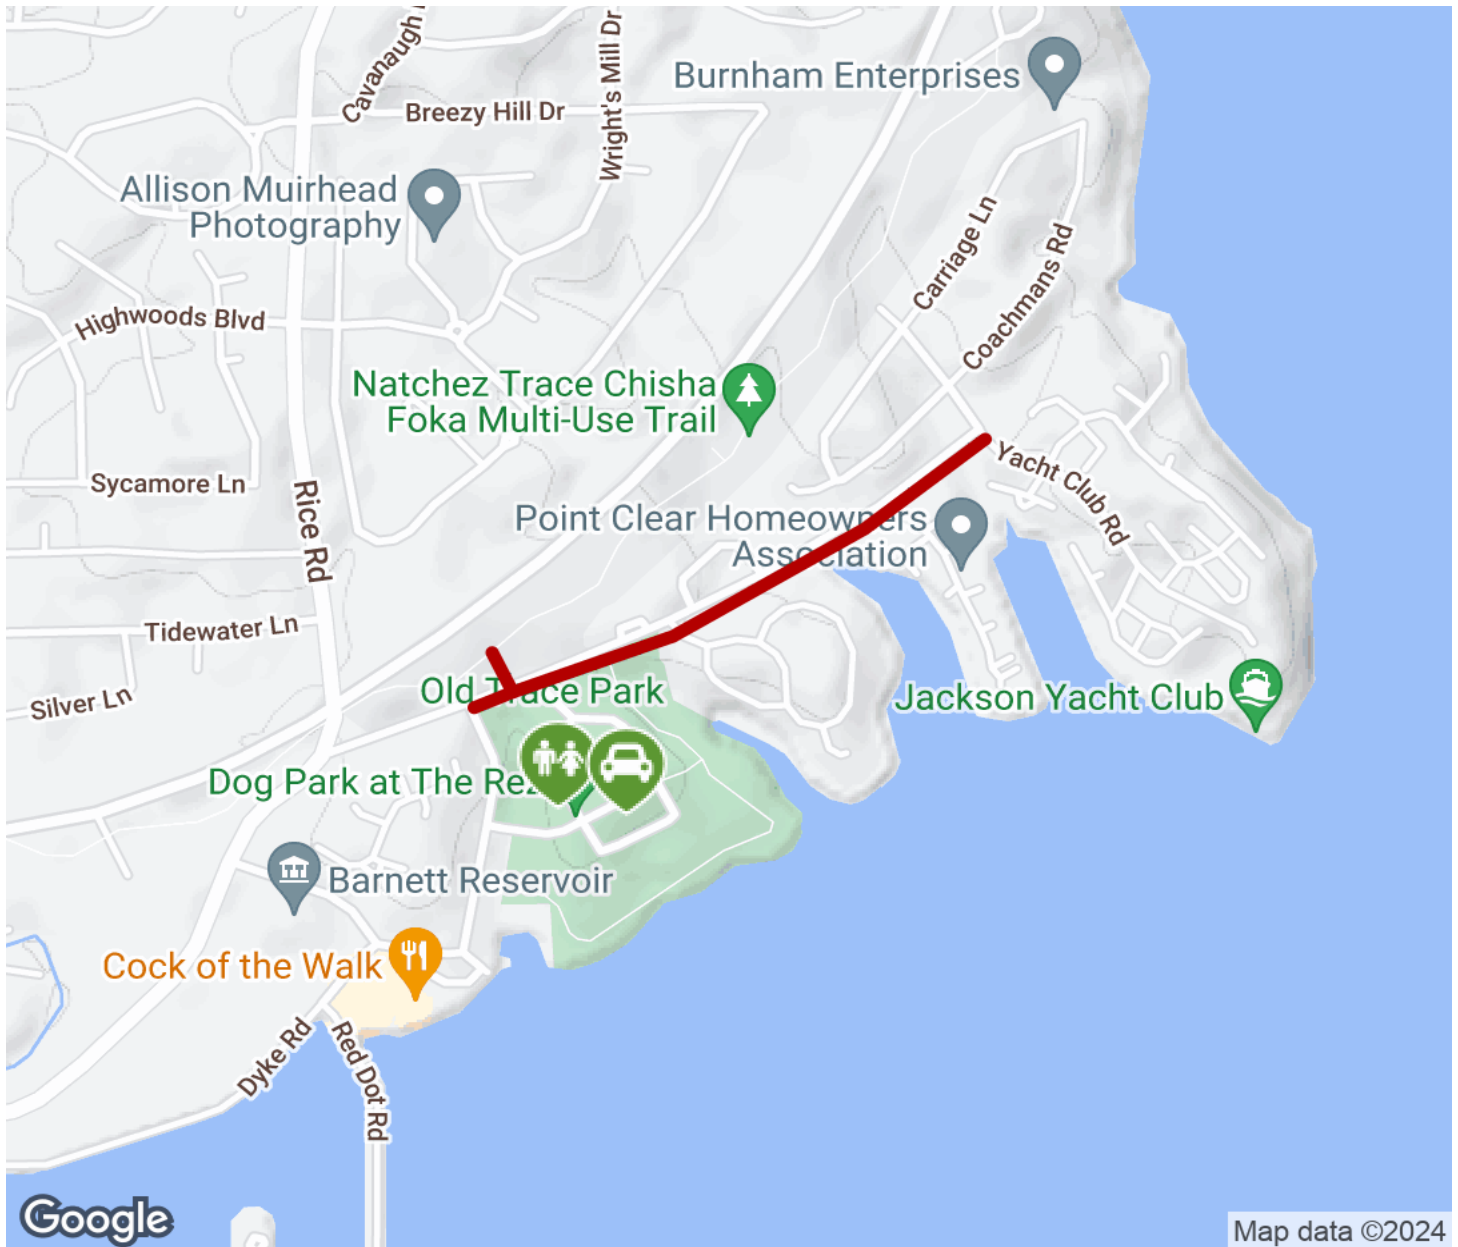 Cavanaugh
Wright's Mill Dr
Burnham Enterprises
Breezy Hill Dr
Allison Muirhead
Photography
Carriage Ln
Coachmans Rd
Highwoods Blvd
Natchez Trace Chisha
Foka Multi-Use Trail
Sycamore Ln
Rice Rd
Yacht Club Rd
Point Clear Homeowners
Association
Tidewater Ln
Silver Ln
Old Trace Park
Jackson Yacht Club
Dog Park at The Rez
Barnett Reservoir
Cock of the Walk
Dyke Rd
Red Dot Rd
Google
Map data ©2024